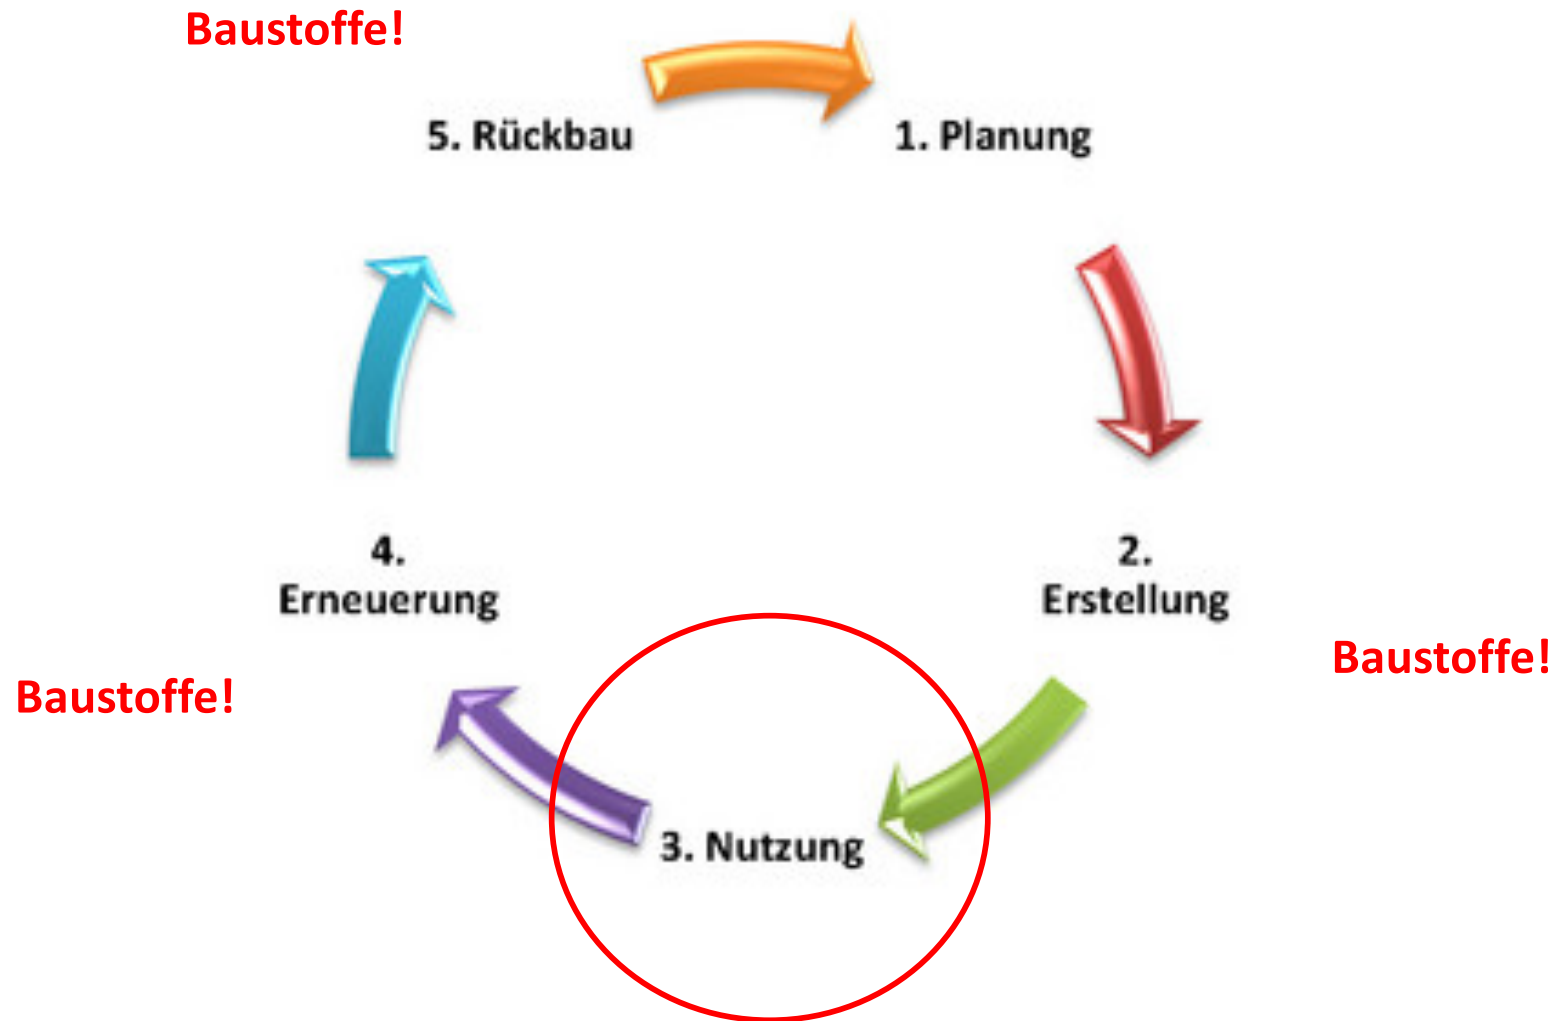 Baustoffe!
5. Rückbau
1. Planung
4.
Erneuerung
2.
Erstellung
Baustoffe!
Baustoffe!
3. Nutzung